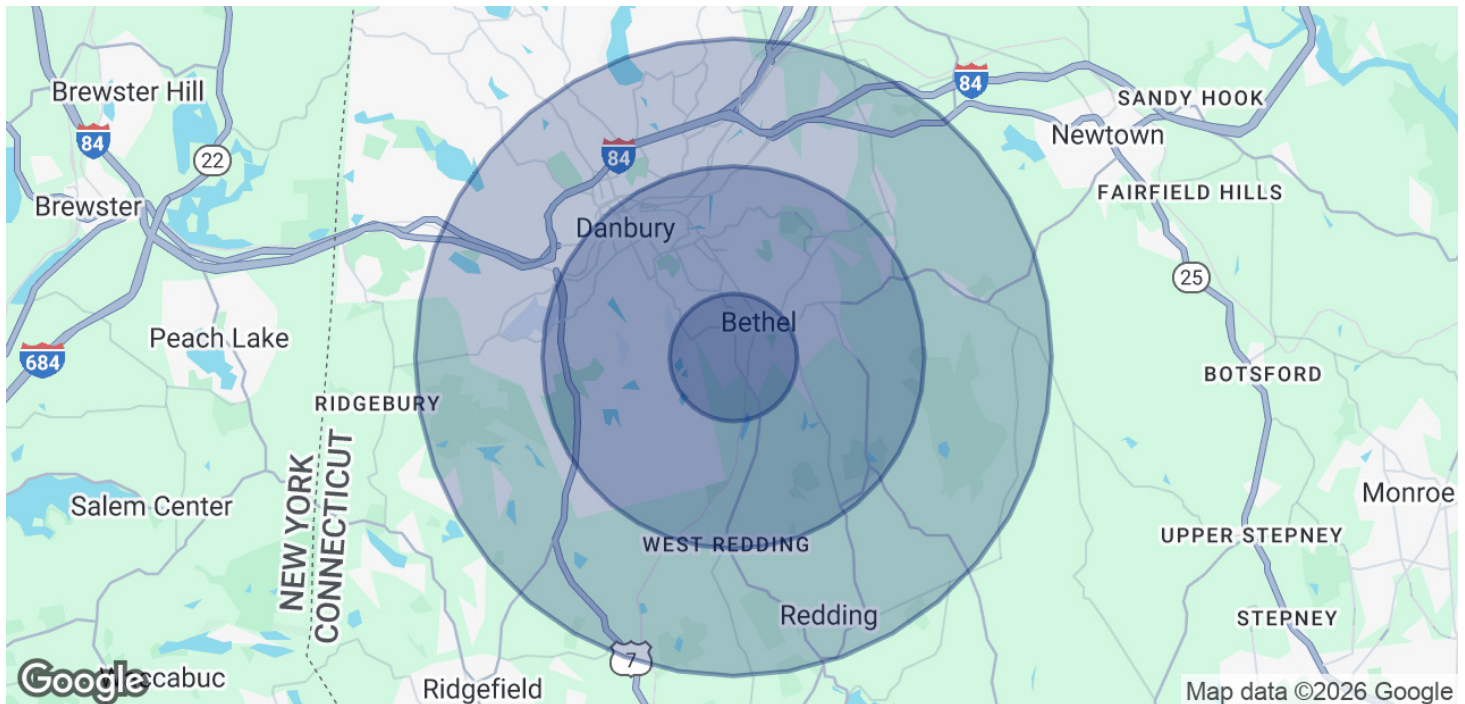 Brewster Hill
84
SANDY HOOK
84
Newtown
84
22
84
FAIRFIELD HILLS
Brewster
Danbury
25
Bethel
Peach Lake
684
BOTSFORD
RIDGEBURY
NEW YORK
CONNECTICUT
Salem Center
Monroe
WEST REDDING
UPPER STEPNEY
Redding
STEPNEY
7
Google
Ridgefield
Map data ©2026 Google